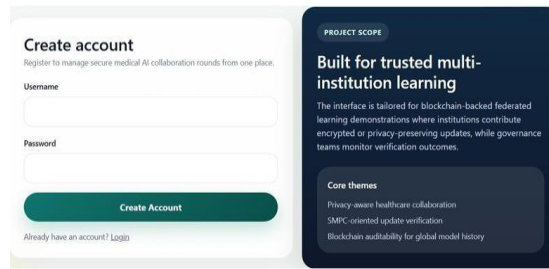 Create account
Register to manage secure medical AI collaboration rounds from one place.
Username
Password
Create Account
Already have an account? Login
PROJECT SCOPE
Built for trusted multi-
institution learning
The interface is tailored for blockchain-backed federated
learning demonstrations where institutions contribute
encrypted or privacy-preserving updates, while governance
teams monitor verification outcomes.
Core themes
Privacy-aware healthcare collaboration
SMPC-oriented update verification
Blockchain auditability for global model history